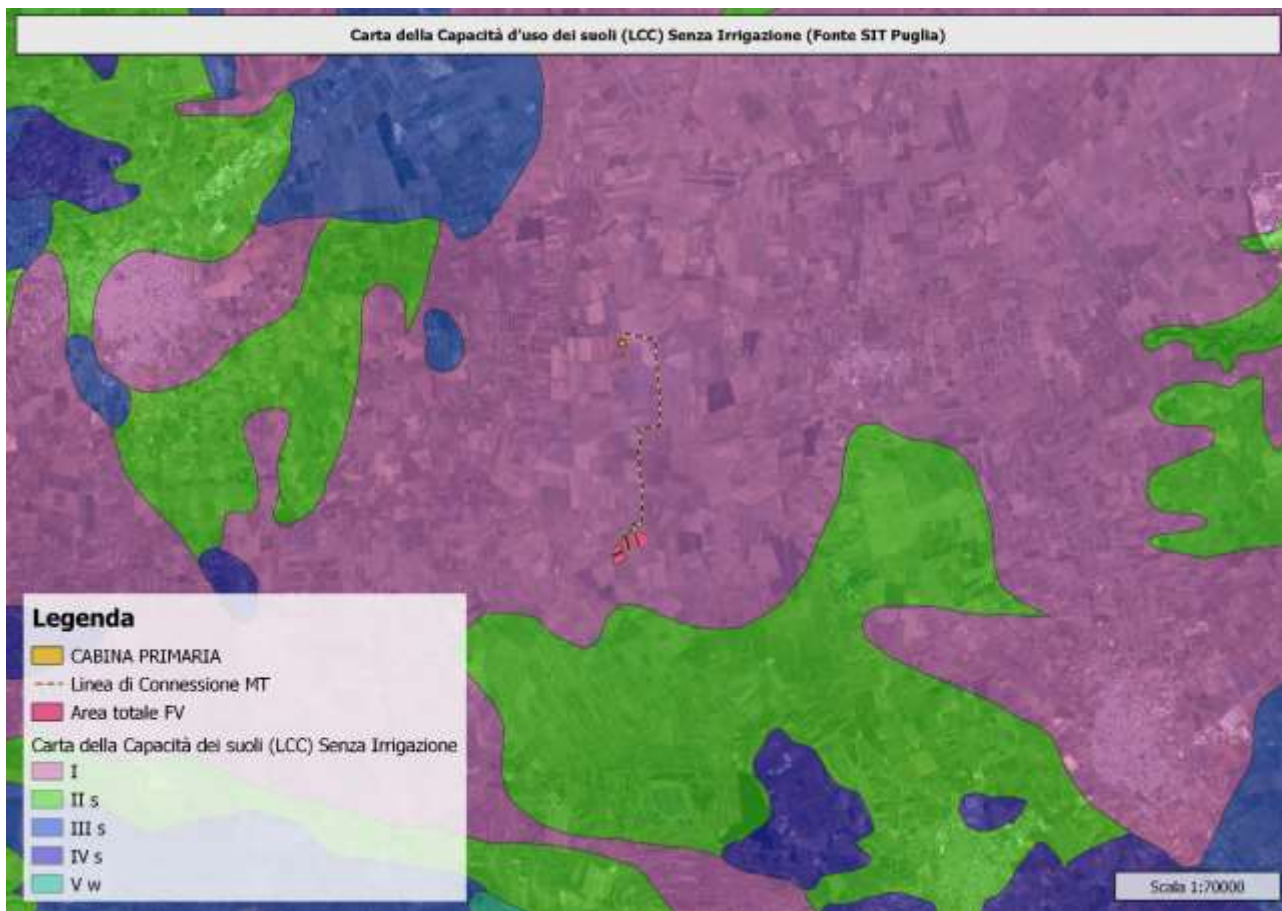 Carta della Capacità d'uso dei suoli (LCC) Senza Irrigazione (Fonte SIT Puglia)
Legenda
CABINA PRIMARIA
Linea di Connessione MT
Area totale FV
Carta della Capacità dei suoli (LCC) Senza Irrigazione
I
II s
III s
IV s
V w
Scala 1:70000